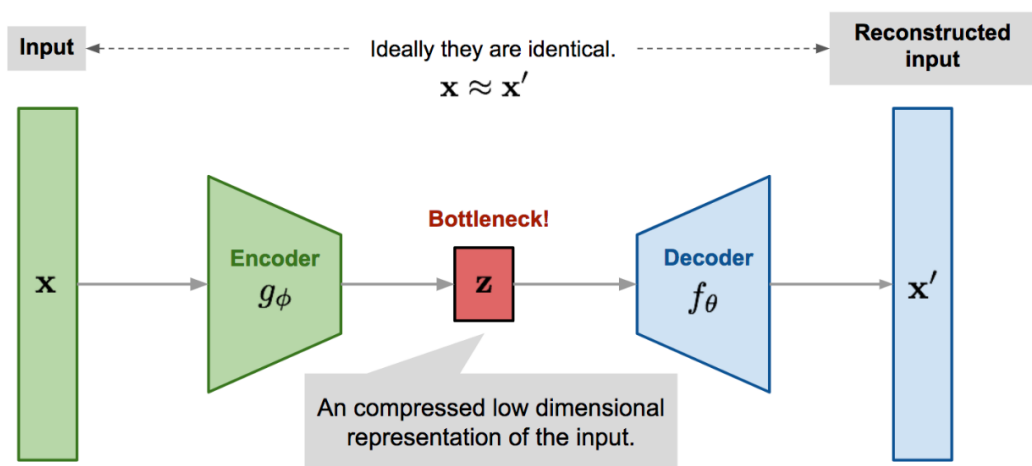 Input
Ideally they are identical.
x ≈ x′
Reconstructed
input
Bottleneck!
x
Encoder
gϕ
z
Decoder
fθ
x′
An compressed low dimensional
representation of the input.